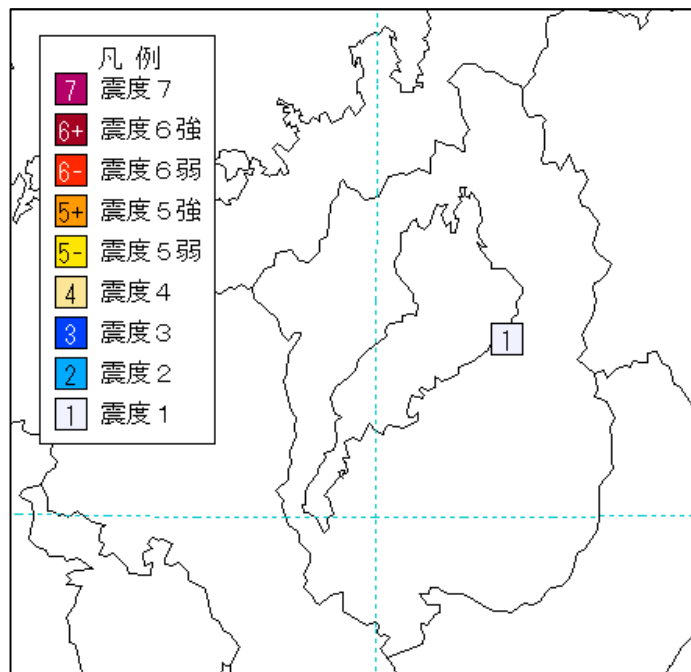 凡例
7 震度７
6+ 震度６強
6- 震度６弱
5+ 震度５強
5- 震度５弱
4 震度４
3 震度３
2 震度２
1 震度１
1